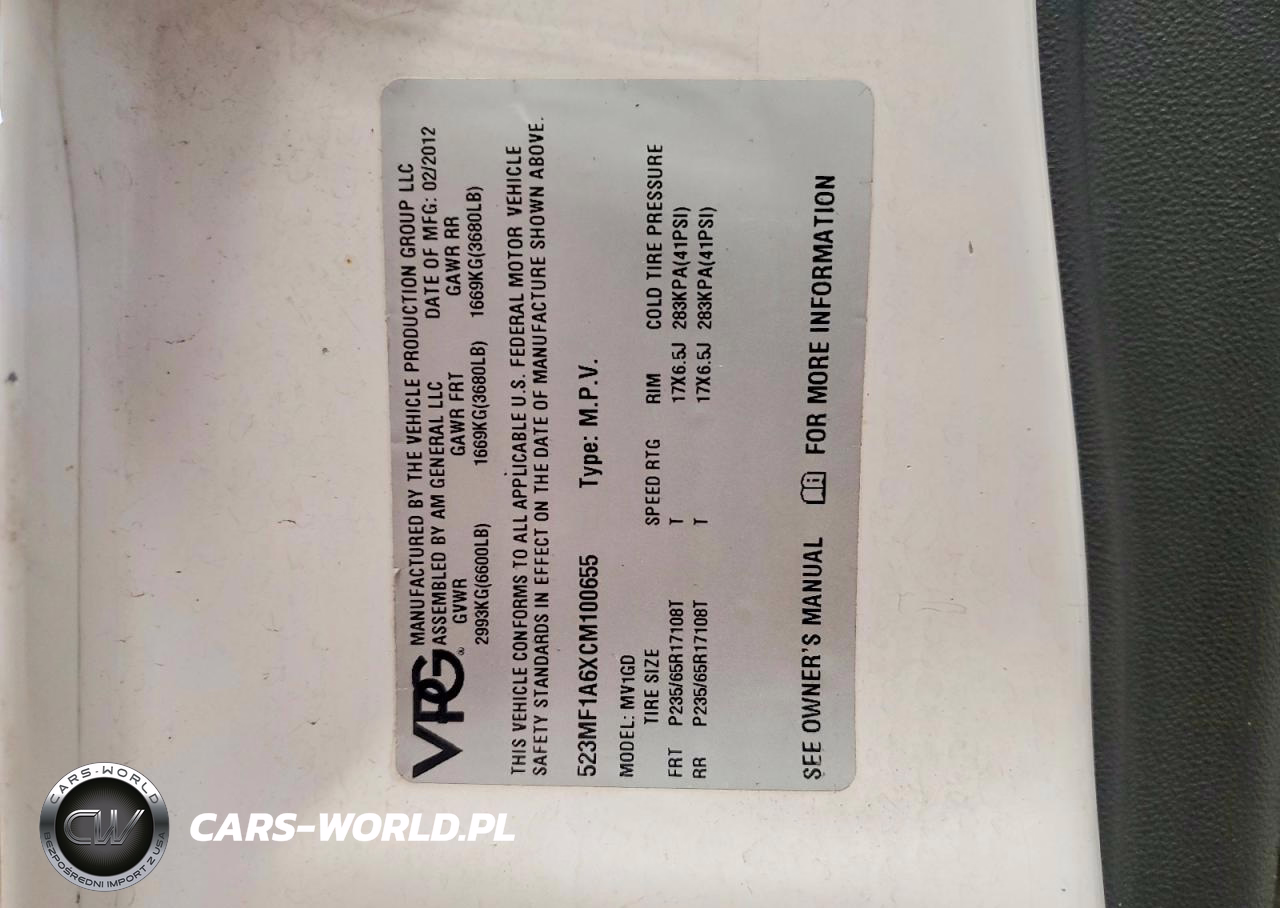 VPG®
MANUFACTURED BY THE VEHICLE PRODUCTION GROUP LLC
ASSEMBLED BY AM GENERAL LLC DATE OF MFG: 02/2012
GVWR GAWR FRT GAWR RR
2993KG(6600LB) 1669KG(3680LB) 1669KG(3680LB)
THIS VEHICLE CONFORMS TO ALL APPLICABLE U.S. FEDERAL MOTOR VEHICLE
SAFETY STANDARDS IN EFFECT ON THE DATE OF MANUFACTURE SHOWN ABOVE.
523MF1A6XCM100655 Type: M.P.V.
MODEL: MV1GD
TIRE SIZE SPEED RTG RIM COLD TIRE PRESSURE
FRT P235/65R17108T T 17X6.5J 283KPA(41PSI)
RR P235/65R17108T T 17X6.5J 283KPA(41PSI)
SEE OWNER'S MANUAL FOR MORE INFORMATION
CARS-WORLD
CW
BEZPOŚREDNI IMPORT Z USA
CARS-WORLD.PL